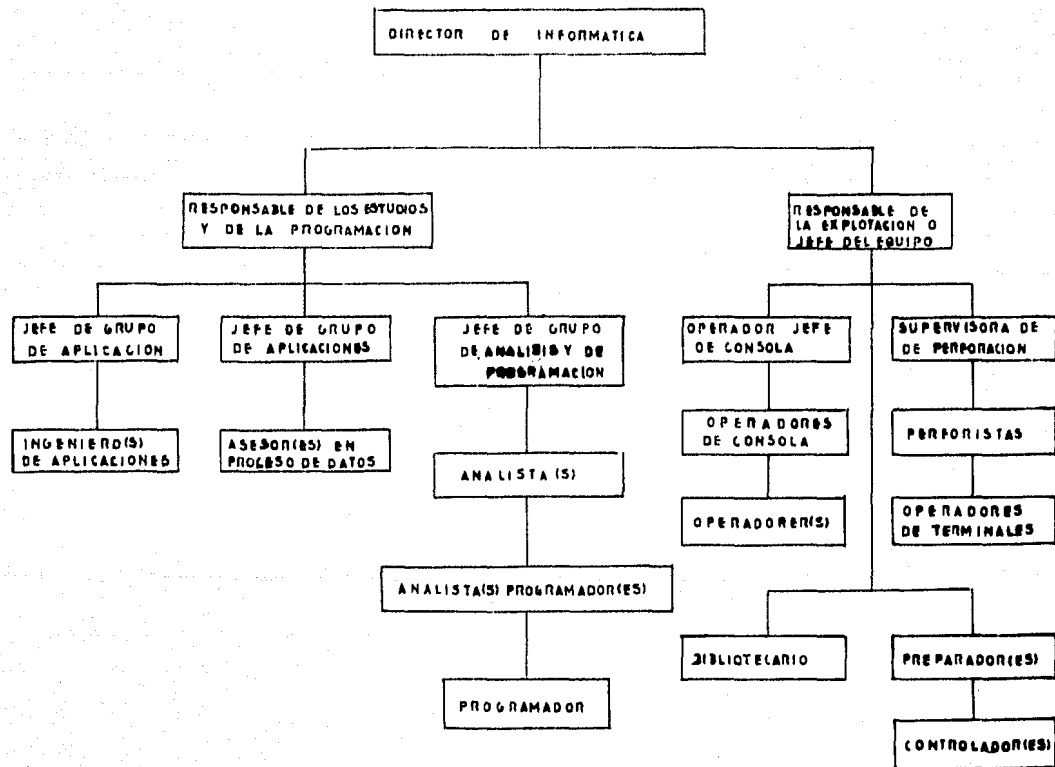 DIRECTOR DE INFORMATICA
RESPONSABLE DE LOS ESTUDIOS
Y DE LA PROGRAMACION
RESPONSABLE DE
LA EXPLOTACION O
JEFE DEL EQUIPO
JEFE DE GRUPO
DE APLICACION
JEFE DE GRUPO
DE APLICACIONES
JEFE DE GRUPO
DE ANALISIS Y DE
PROGRAMACION
OPERADOR JEFE
DE CONSOLA
SUPERVISORA DE
DE PERFORACION
INGENIERO(S)
DE APLICACIONES
ASESOR(ES) EN
PROCESO DE DATOS
OPERADORES
DE CONSOLA
PERFORISTAS
ANALISTA (S)
OPERADORER(S)
OPERADORES
DE TERMINALES
ANALISTA(S) PROGRAMADOR(ES)
BIBLIOTECARIO
PREPARADOR(ES)
PROGRAMADOR
CONTROLADOR(ES)